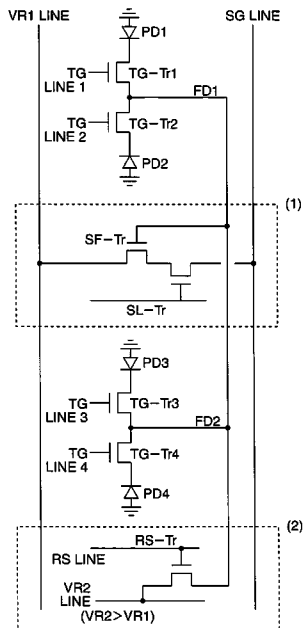 VR1 LINE
SG LINE
PD1
TG
LINE 1
TG-Tr1
FD1
TG
LINE 2
TG-Tr2
PD2
(1)
SF-Tr
SL-Tr
PD3
TG
LINE 3
TG-Tr3
FD2
TG
LINE 4
TG-Tr4
PD4
(2)
RS-Tr
RS LINE
VR2
LINE
(VR2>VR1)